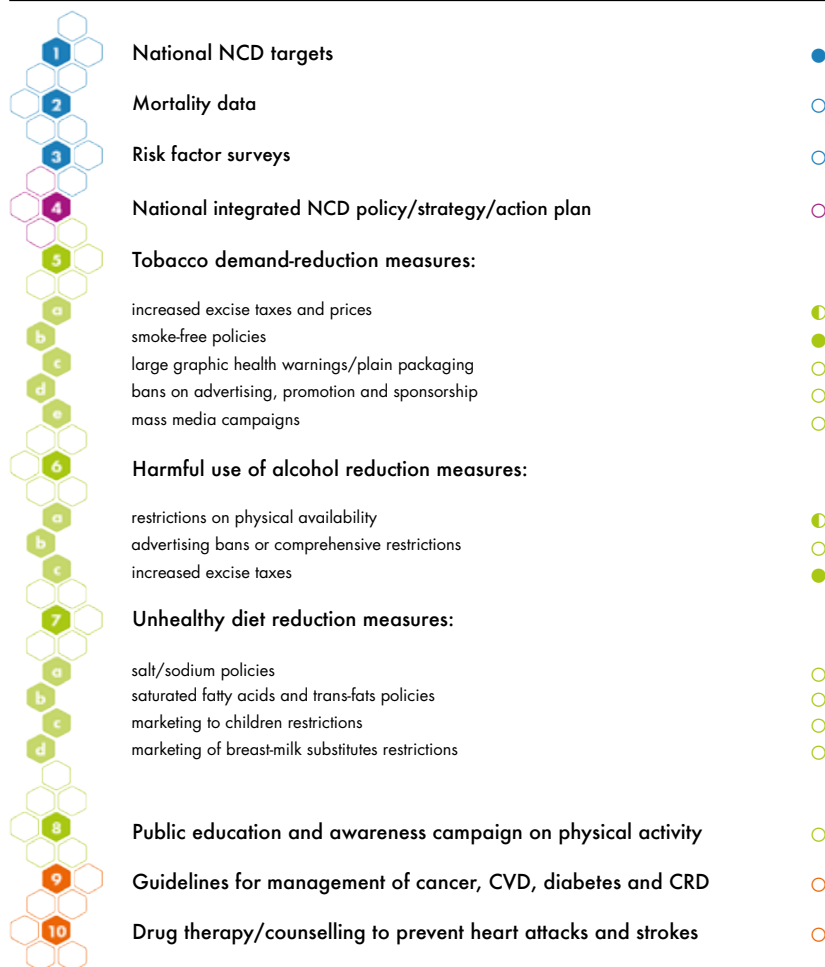 1 National NCD targets
2 Mortality data
3 Risk factor surveys
4 National integrated NCD policy/strategy/action plan
5 Tobacco demand-reduction measures:
a increased excise taxes and prices
b smoke-free policies
c large graphic health warnings/plain packaging
d bans on advertising, promotion and sponsorship
e mass media campaigns
6 Harmful use of alcohol reduction measures:
a restrictions on physical availability
b advertising bans or comprehensive restrictions
c increased excise taxes
7 Unhealthy diet reduction measures:
a salt/sodium policies
b saturated fatty acids and trans-fats policies
c marketing to children restrictions
d marketing of breast-milk substitutes restrictions
8 Public education and awareness campaign on physical activity
9 Guidelines for management of cancer, CVD, diabetes and CRD
10 Drug therapy/counselling to prevent heart attacks and strokes